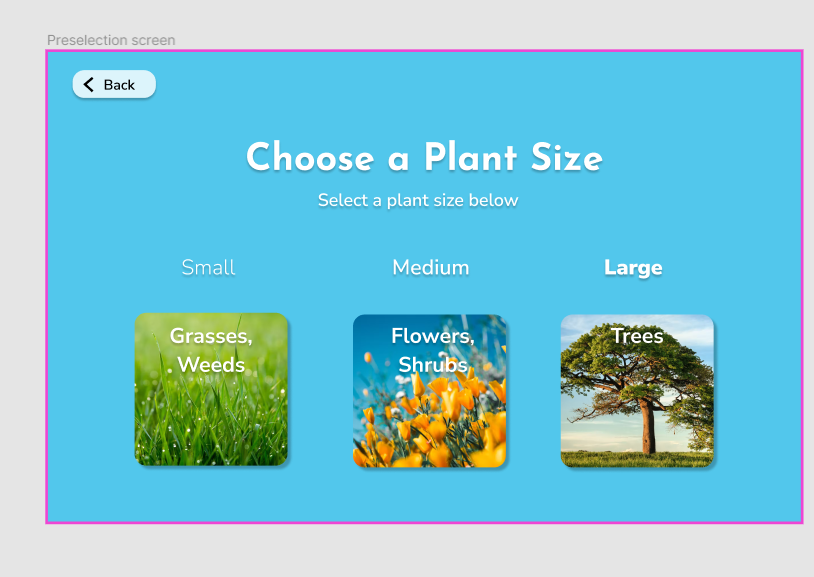 Preselection screen
Back
Choose a Plant Size
Select a plant size below
Small
Medium
Large
Grasses,
Weeds
Flowers,
Shrubs
Trees